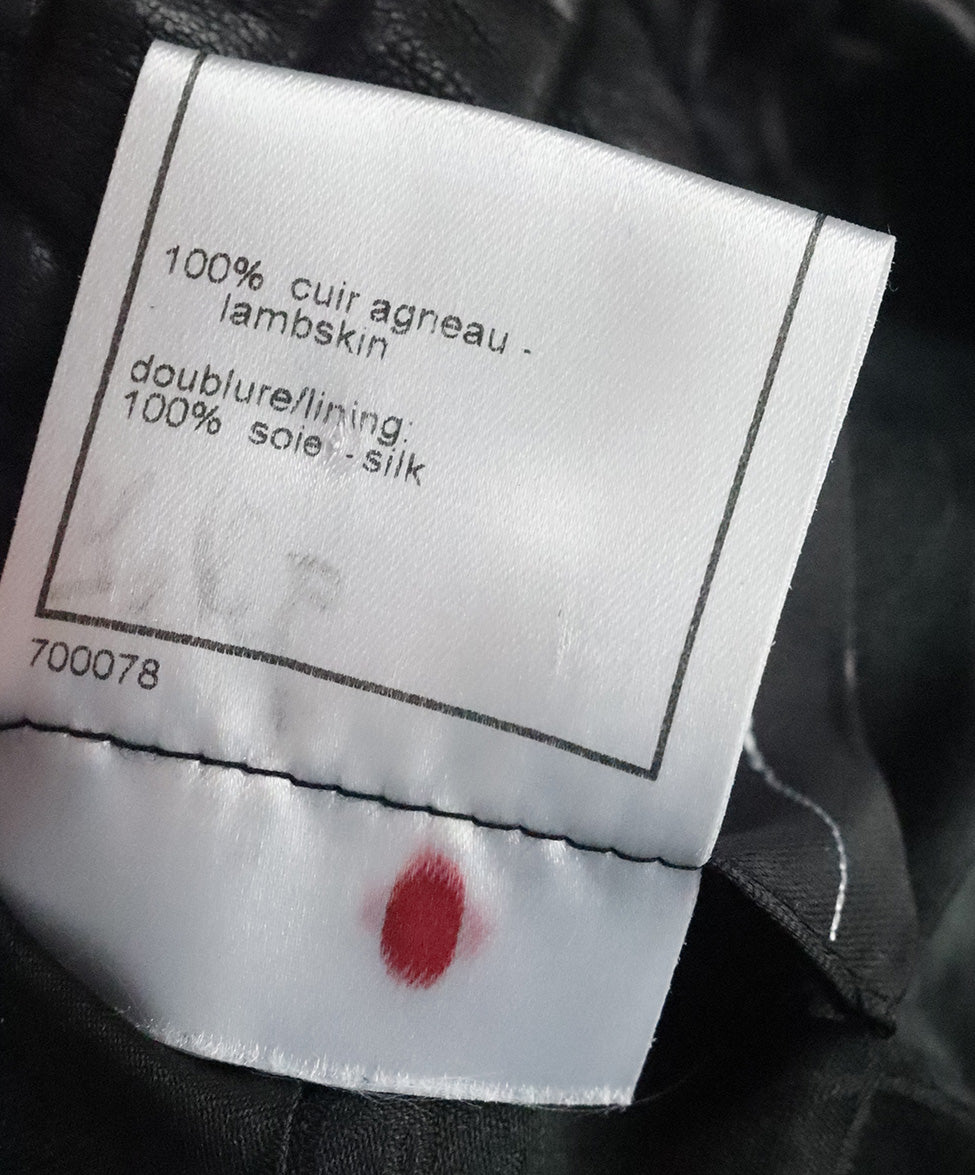 100% cuir agneau -
lambskin
doublure/lining:
100% soie - silk
700078